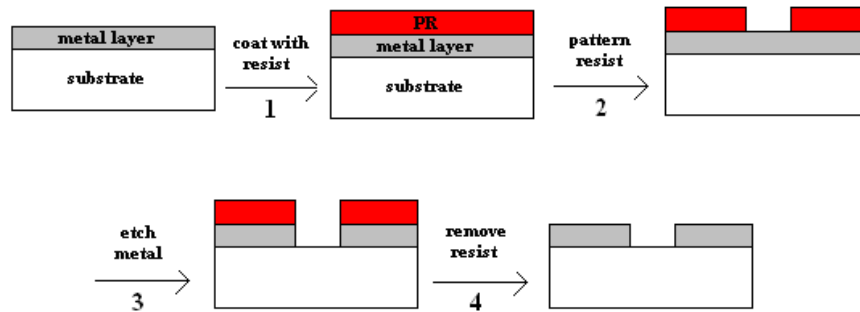 metal layer
substrate
coat with
resist
1
PR
metal layer
substrate
pattern
resist
2
etch
metal
3
remove
resist
4